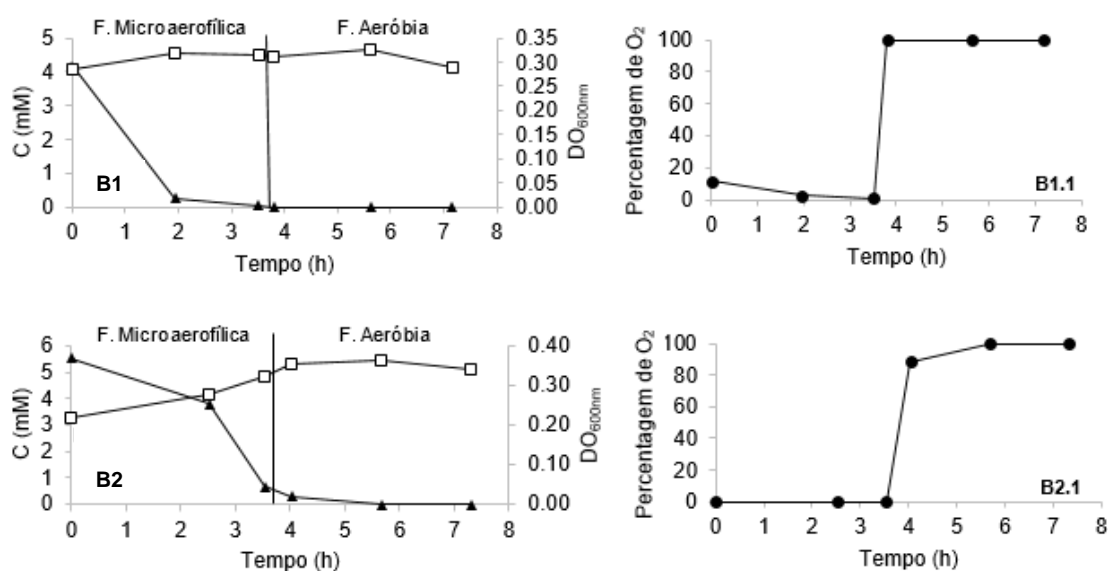 F. Microaerofílica
F. Aeróbia
5
4
3
2
1
0
C (mM)
0.35
0.30
0.25
0.20
0.15
0.10
0.05
0.00
DO600nm
B1
0 1 2 3 4 5 6 7 8
Tempo (h)
100
80
60
40
20
0
Percentagem de O2
B1.1
0 1 2 3 4 5 6 7 8
Tempo (h)
F. Microaerofílica
F. Aeróbia
6
5
4
3
2
1
0
C (mM)
0.40
0.30
0.20
0.10
0.00
DO600nm
B2
0 1 2 3 4 5 6 7 8
Tempo (h)
100
80
60
40
20
0
Percentagem de O2
B2.1
0 1 2 3 4 5 6 7 8
Tempo (h)